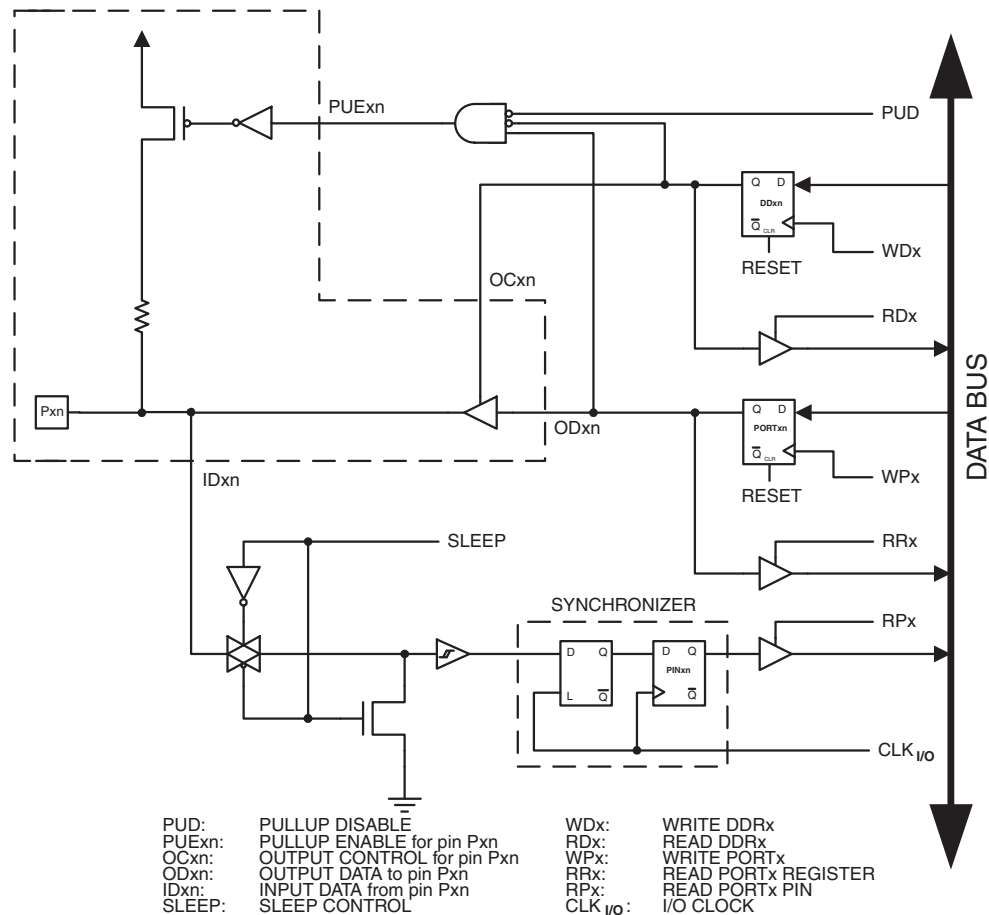 PUExn
PUD
Q D
DDxn
Q CLR
WDx
RESET
OCxn
RDx
Pxn
Q D
PORTxn
ODxn
Q CLR
IDxn
WPx
RESET
DATA BUS
SLEEP
RRx
SYNCHRONIZER
RPx
D Q
D Q
PINxn
L Q
Q
CLK I/O
PUD: PULLUP DISABLE
PUExn: PULLUP ENABLE for pin Pxn
OCxn: OUTPUT CONTROL for pin Pxn
ODxn: OUTPUT DATA to pin Pxn
IDxn: INPUT DATA from pin Pxn
SLEEP: SLEEP CONTROL
WDx: WRITE DDRx
RDx: READ DDRx
WPx: WRITE PORTx
RRx: READ PORTx REGISTER
RPx: READ PORTx PIN
CLK I/O: I/O CLOCK